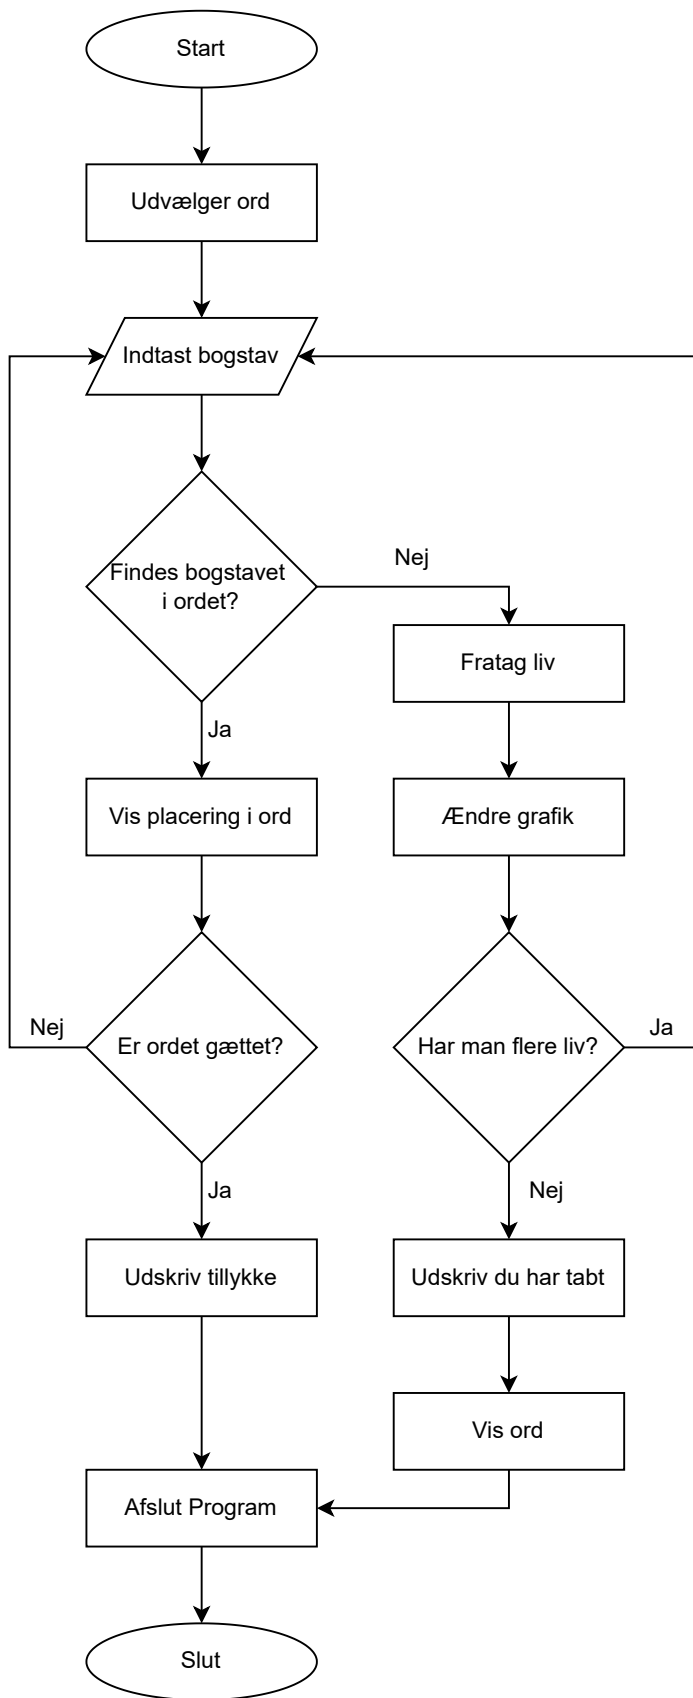 Start
Udvælger ord
Indtast bogstav
Findes bogstavet
i ordet?
Nej
Fratag liv
Ja
Vis placering i ord
Ændre grafik
Nej
Er ordet gættet?
Har man flere liv?
Ja
Ja
Nej
Udskriv tillykke
Udskriv du har tabt
Vis ord
Afslut Program
Slut